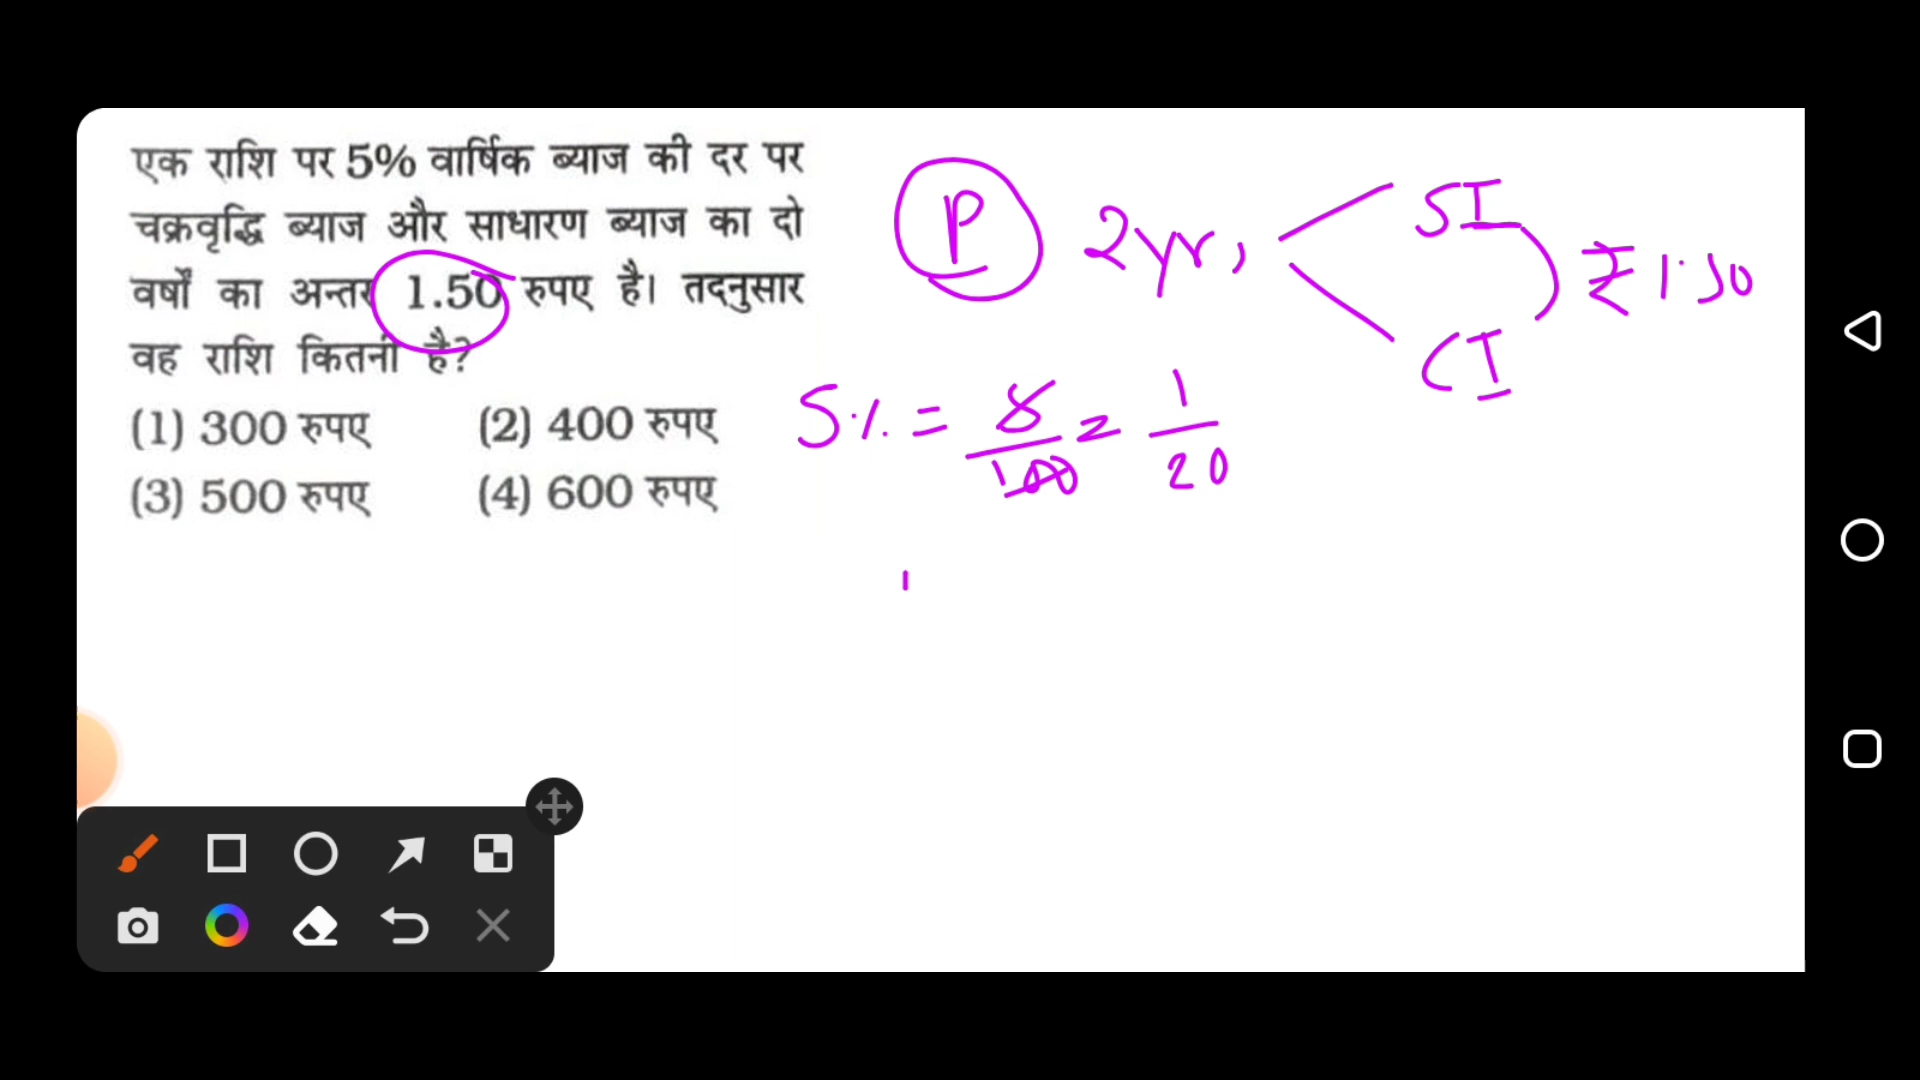 एक राशि पर 5% वार्षिक ब्याज की दर पर
चक्रवृद्धि ब्याज और साधारण ब्याज का दो
वर्षों का अन्तर 1.50 रुपए है। तदनुसार
वह राशि कितनी है?
(1) 300 रुपए (2) 400 रुपए
(3) 500 रुपए (4) 600 रुपए
P 2yr, SI
CI
₹ 1.50
5% = 5/100 = 1/20